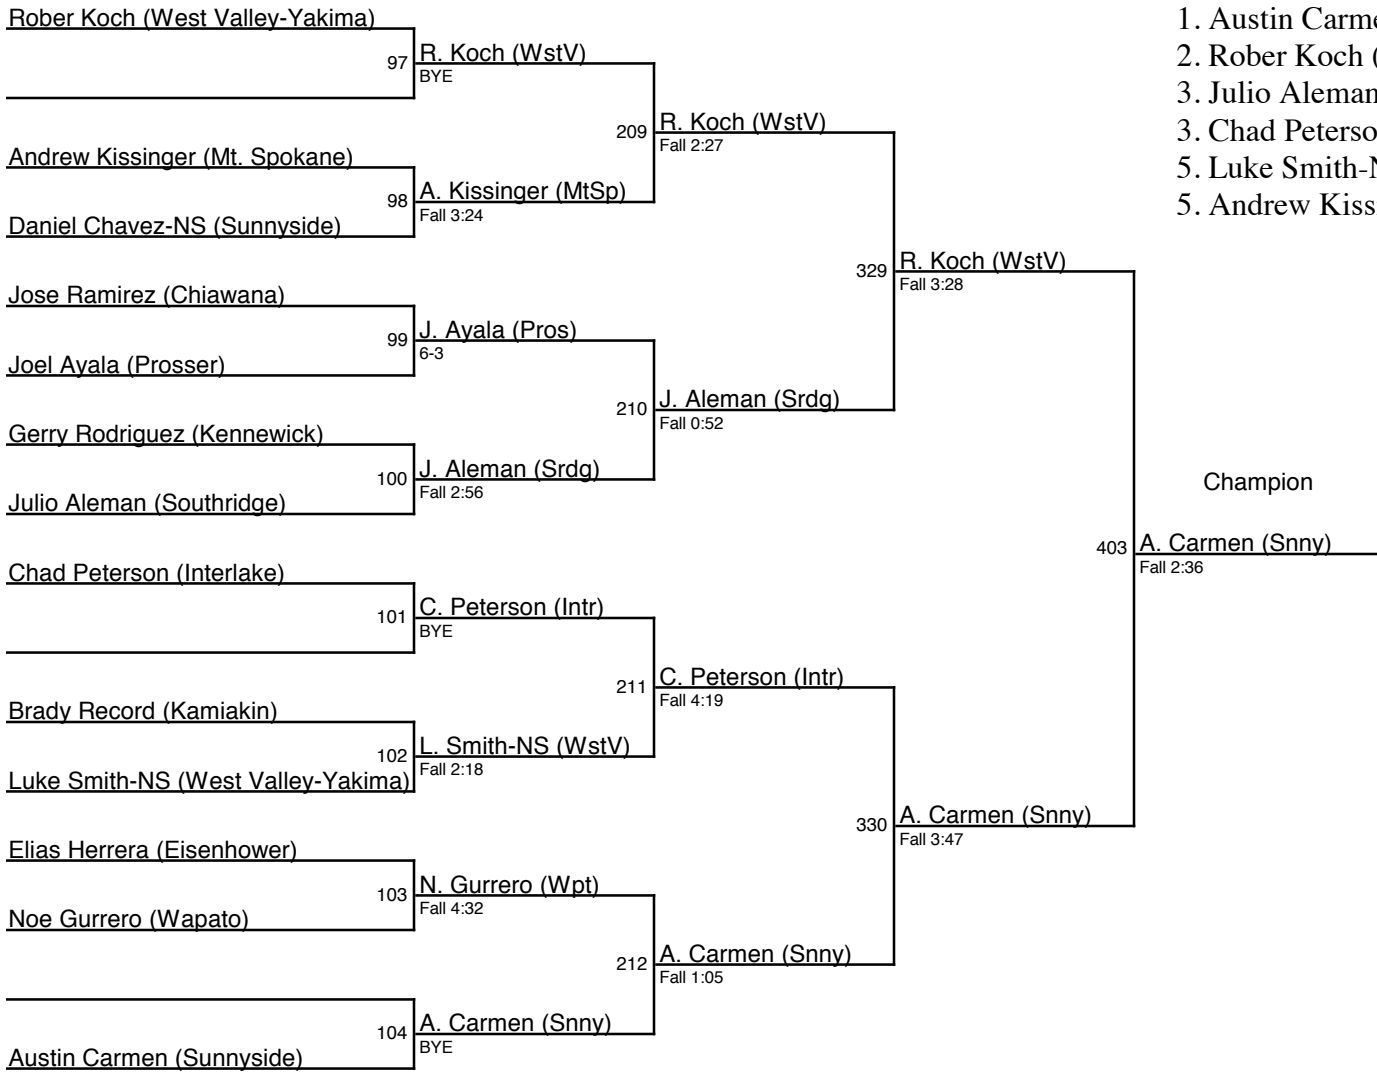 Rober Koch (West Valley-Yakima)
97
R. Koch (WstV)
BYE
Andrew Kissinger (Mt. Spokane)
98
A. Kissinger (MtSp)
Fall 3:24
Daniel Chavez-NS (Sunnyside)
209
R. Koch (WstV)
Fall 2:27
Jose Ramirez (Chiawana)
99
J. Ayala (Pros)
6-3
Joel Ayala (Prosser)
Gerry Rodriguez (Kennewick)
100
J. Aleman (Srdg)
Fall 2:56
Julio Aleman (Southridge)
210
J. Aleman (Srdg)
Fall 0:52
329
R. Koch (WstV)
Fall 3:28
Chad Peterson (Interlake)
101
C. Peterson (Intr)
BYE
Brady Record (Kamiakin)
102
L. Smith-NS (WstV)
Fall 2:18
Luke Smith-NS (West Valley-Yakima)
211
C. Peterson (Intr)
Fall 4:19
Elias Herrera (Eisenhower)
103
N. Gurrero (Wpt)
Fall 4:32
Noe Gurrero (Wapato)
104
A. Carmen (Snny)
BYE
Austin Carmen (Sunnyside)
212
A. Carmen (Snny)
Fall 1:05
330
A. Carmen (Snny)
Fall 3:47
Champion
403
A. Carmen (Snny)
Fall 2:36
1. Austin Carme
2. Rober Koch (
3. Julio Aleman
3. Chad Peterso
5. Luke Smith-N
5. Andrew Kiss